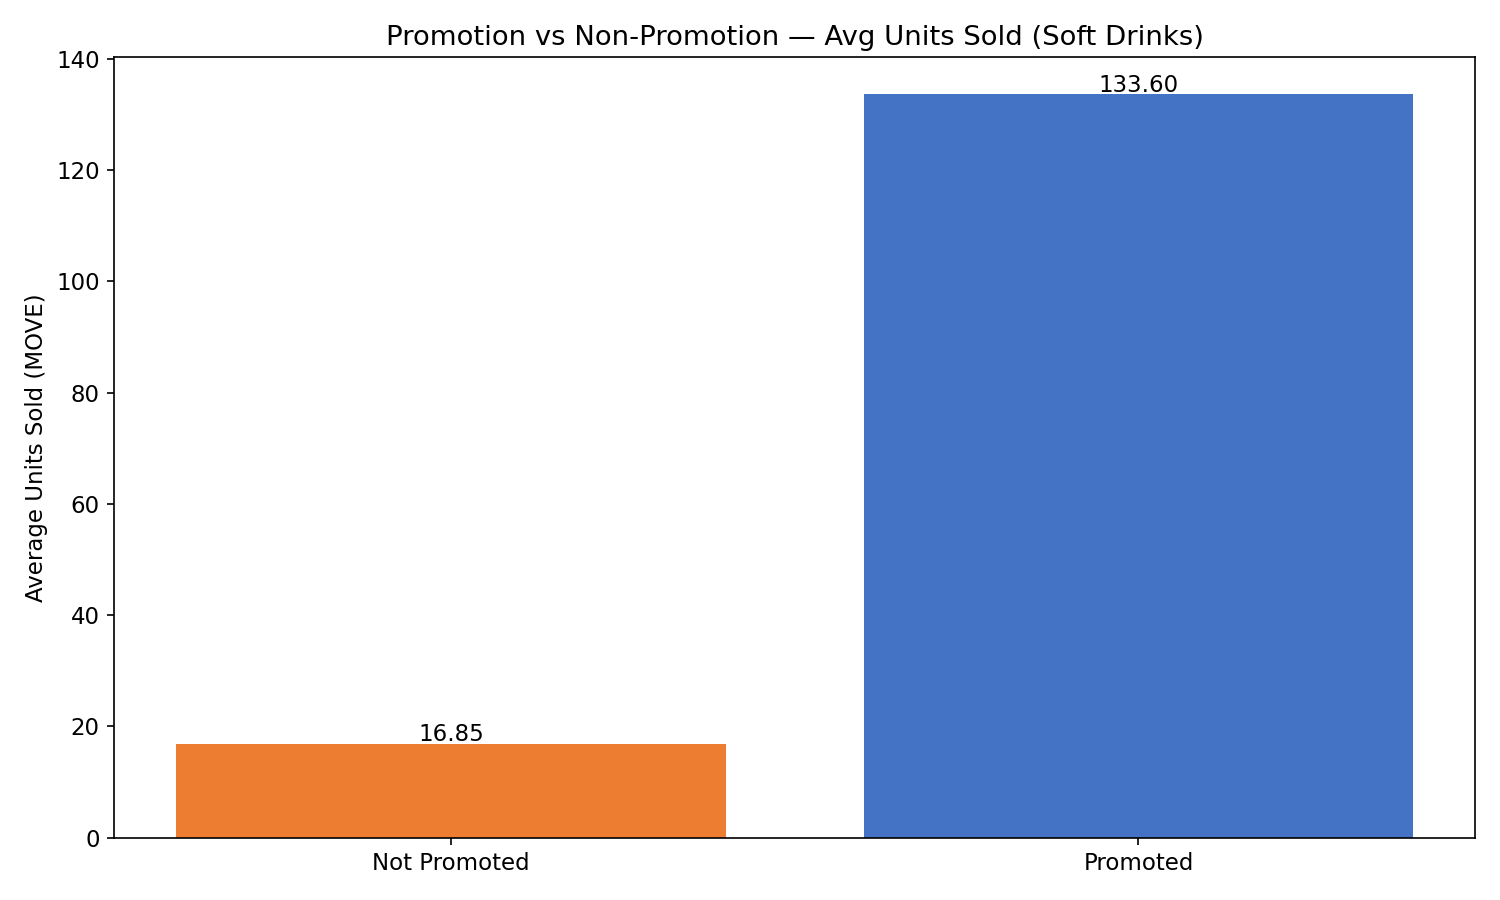 Promotion vs Non-Promotion — Avg Units Sold (Soft Drinks)
Average Units Sold (MOVE)
140
120
100
80
60
40
20
0
16.85
133.60
Not Promoted
Promoted